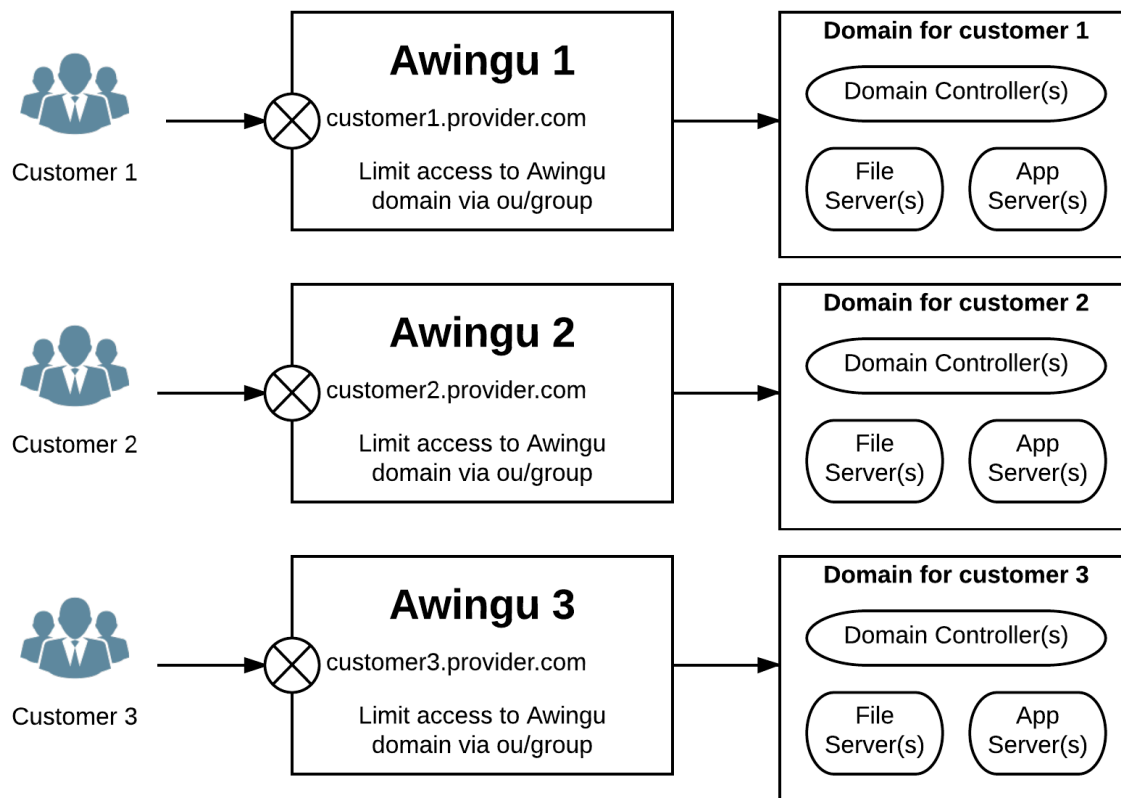 Customer 1
Awingu 1
customer1.provider.com
Limit access to Awingu
domain via ou/group
Domain for customer 1
Domain Controller(s)
File
Server(s)
App
Server(s)
Customer 2
Awingu 2
customer2.provider.com
Limit access to Awingu
domain via ou/group
Domain for customer 2
Domain Controller(s)
File
Server(s)
App
Server(s)
Customer 3
Awingu 3
customer3.provider.com
Limit access to Awingu
domain via ou/group
Domain for customer 3
Domain Controller(s)
File
Server(s)
App
Server(s)